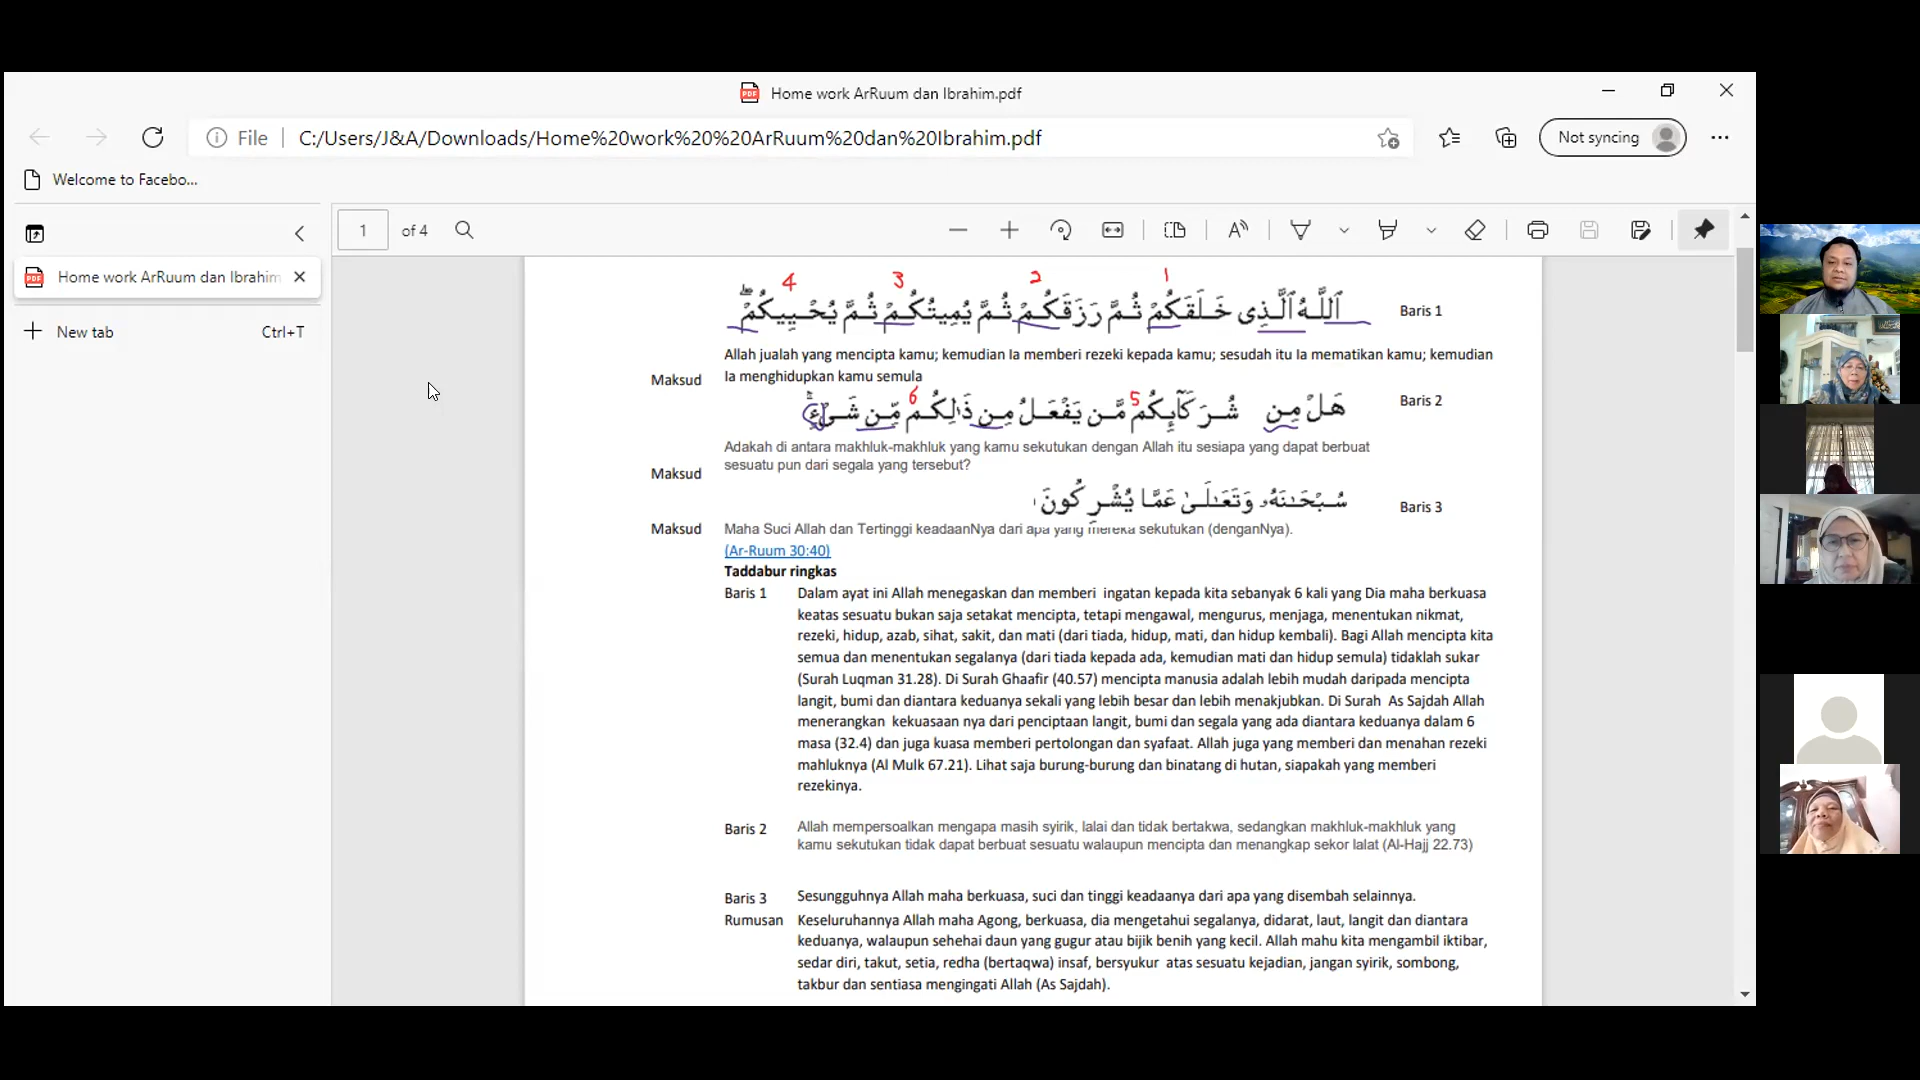 Home work ArRuum dan Ibrahim.pdf
File C:/Users/J&A/Downloads/Home%20work%20%20ArRuum%20dan%20Ibrahim.pdf
Not syncing
Welcome to Facebo...
1 of 4
Home work ArRuum dan Ibrahim
New tab Ctrl+T
4 3 2 1
ٱللَّهُ ٱلَّذِى خَلَقَكُمْ ثُمَّ رَزَقَكُمْ ثُمَّ يُمِيتُكُمْ ثُمَّ يُحْيِيكُمْ ۖ Baris 1
Allah jualah yang mencipta kamu; kemudian Ia memberi rezeki kepada kamu; sesudah itu Ia mematikan kamu; kemudian
Maksud Ia menghidupkan kamu semula
6 5
هَلْ مِن شُرَكَآئِكُم مَّن يَفْعَلُ مِن ذَٰلِكُم مِّن شَىْءٍ ۚ Baris 2
Adakah di antara makhluk-makhluk yang kamu sekutukan dengan Allah itu sesiapa yang dapat berbuat
Maksud sesuatu pun dari segala yang tersebut?
سُبْحَـٰنَهُۥ وَتَعَـٰلَىٰ عَمَّا يُشْرِكُونَ Baris 3
Maksud Maha Suci Allah dan Tertinggi keadaanNya dari apa yang mereka sekutukan (denganNya).
(Ar-Ruum 30:40)
Taddabur ringkas
Baris 1 Dalam ayat ini Allah menegaskan dan memberi ingatan kepada kita sebanyak 6 kali yang Dia maha berkuasa
keatas sesuatu bukan saja setakat mencipta, tetapi mengawal, mengurus, menjaga, menentukan nikmat,
rezeki, hidup, azab, sihat, sakit, dan mati (dari tiada, hidup, mati, dan hidup kembali). Bagi Allah mencipta kita
semua dan menentukan segalanya (dari tiada kepada ada, kemudian mati dan hidup semula) tidaklah sukar
(Surah Luqman 31.28). Di Surah Ghaafir (40.57) mencipta manusia adalah lebih mudah daripada mencipta
langit, bumi dan diantara keduanya sekali yang lebih besar dan lebih menakjubkan. Di Surah As Sajdah Allah
menerangkan kekuasaan nya dari penciptaan langit, bumi dan segala yang ada diantara keduanya dalam 6
masa (32.4) dan juga kuasa memberi pertolongan dan syafaat. Allah juga yang memberi dan menahan rezeki
mahluknya (Al Mulk 67.21). Lihat saja burung-burung dan binatang di hutan, siapakah yang memberi
rezekinya.
Baris 2 Allah mempersoalkan mengapa masih syirik, lalai dan tidak bertakwa, sedangkan makhluk-makhluk yang
kamu sekutukan tidak dapat berbuat sesuatu walaupun mencipta dan menangkap sekor lalat (Al-Hajj 22.73)
Baris 3 Sesungguhnya Allah maha berkuasa, suci dan tinggi keadaanya dari apa yang disembah selainnya.
Rumusan Keseluruhannya Allah maha Agong, berkuasa, dia mengetahui segalanya, didarat, laut, langit dan diantara
keduanya, walaupun sehehai daun yang gugur atau bijik benih yang kecil. Allah mahu kita mengambil iktibar,
sedar diri, takut, setia, redha (bertaqwa) insaf, bersyukur atas sesuatu kejadian, jangan syirik, sombong,
takbur dan sentiasa mengingati Allah (As Sajdah).